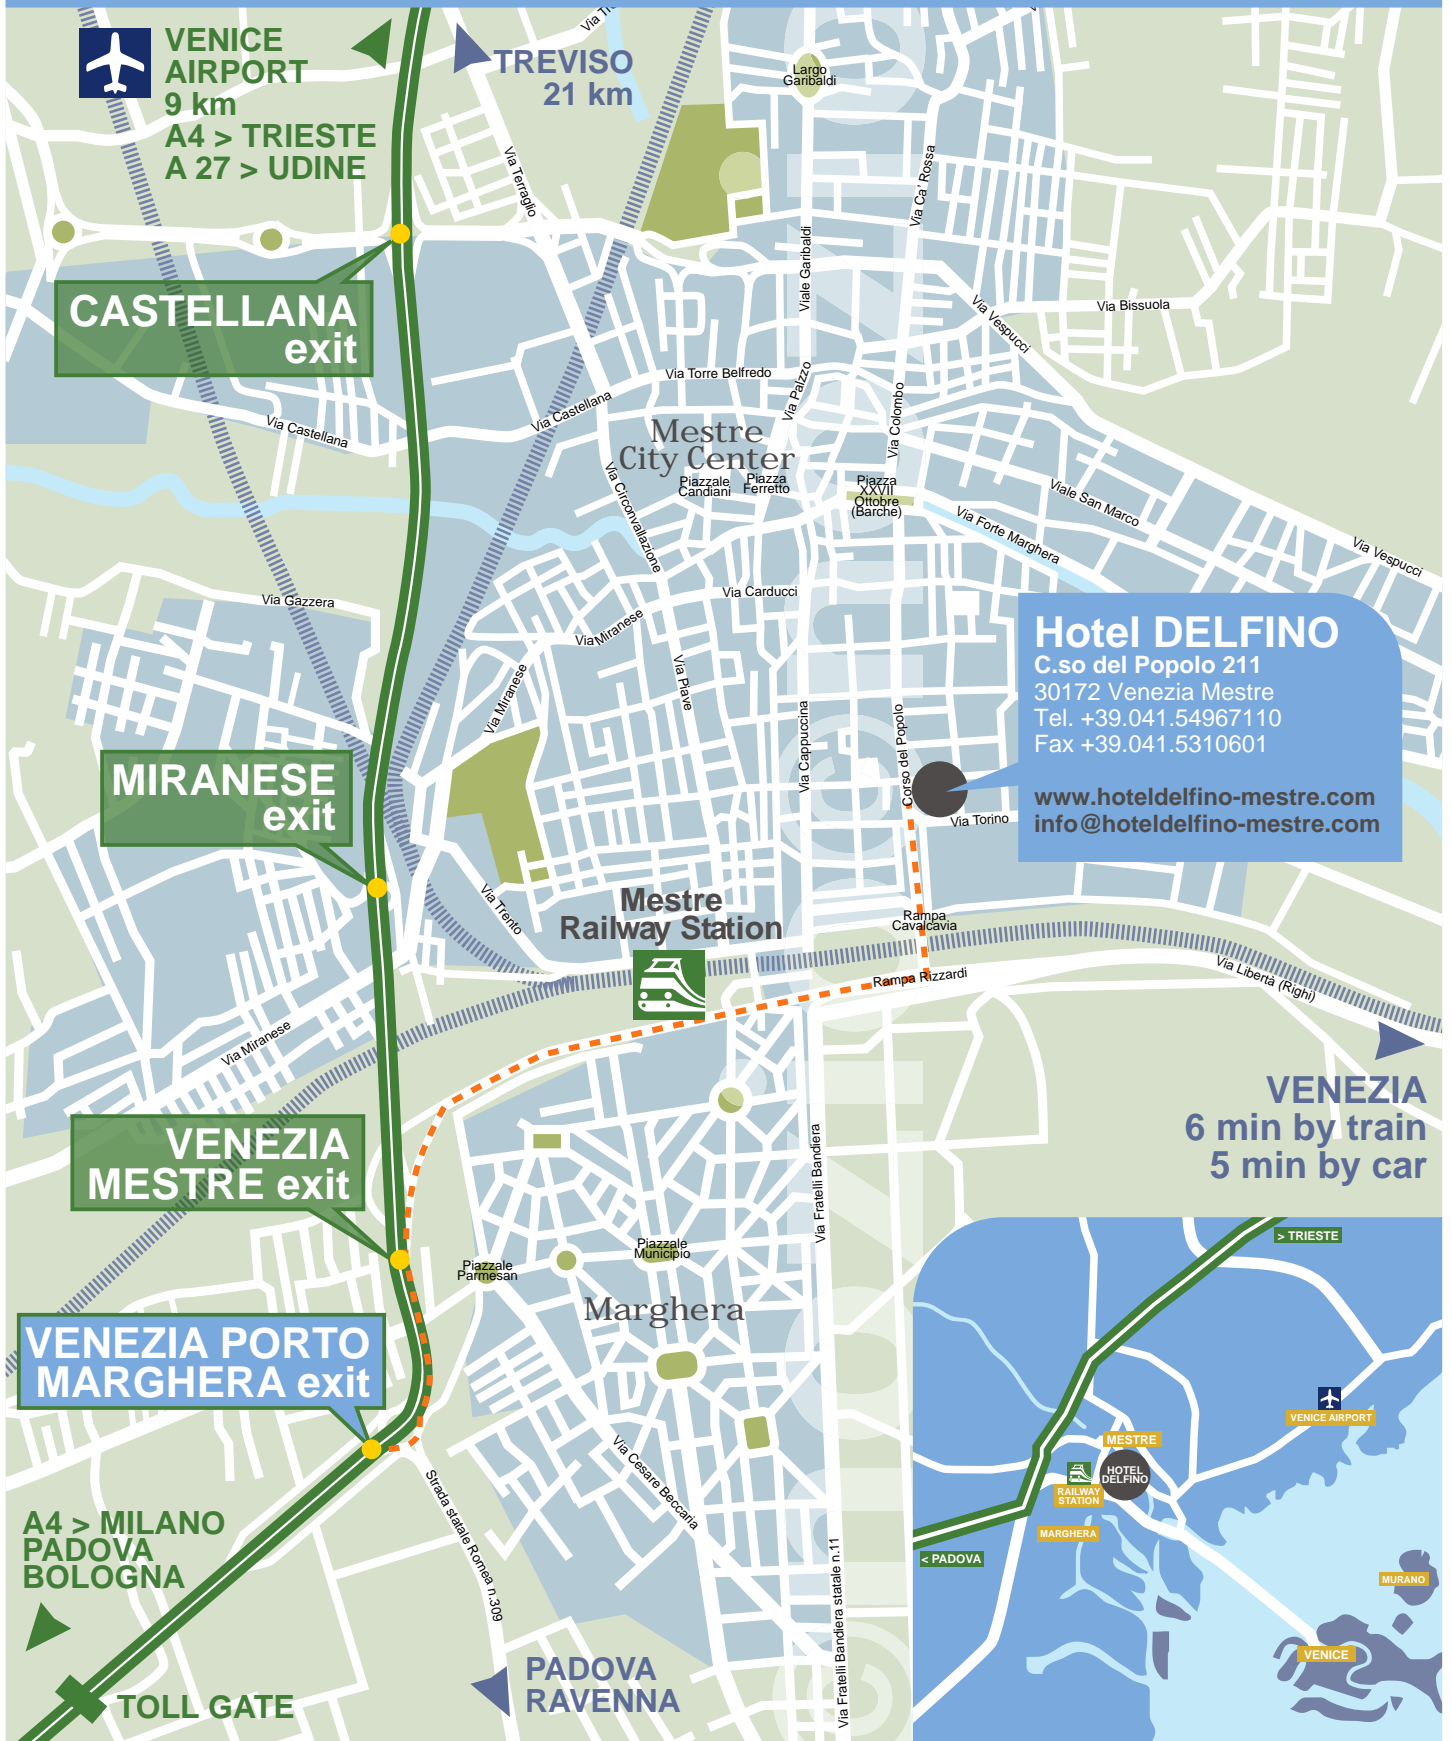 VENICE
AIRPORT
9 km
A4 > TRIESTE
A 27 > UDINE
TREVISO
21 km
Largo
Garibaldi
Via Terraglio
Via Ca' Rossa
Viale Garibaldi
CASTELLANA
exit
Via Vespucci
Via Bissuola
Via Torre Belfredo
Via Palzzo
Via Castellana
Via Castellana
Via Colombo
Mestre
City Center
Piazzale
Candiani
Piazza
Ferretto
Piazza
XXVII
Ottobre
(Barche)
Via Circonvallazione
Viale San Marco
Via Forte Marghera
Via Vespucci
Via Gazzera
Via Carducci
Via Miranese
Via Miranese
Via Piave
Hotel DELFINO
C.so del Popolo 211
30172 Venezia Mestre
Tel. +39.041.54967110
Fax +39.041.5310601
www.hoteldelfino-mestre.com
info@hoteldelfino-mestre.com
Via Cappuccina
Corso del Popolo
Via Torino
MIRANESE
exit
Via Trento
Mestre
Railway Station
Rampa
Cavalcavia
Rampa Rizzardi
Via Libertà (Righi)
Via Miranese
VENEZIA
6 min by train
5 min by car
VENEZIA
MESTRE exit
Via Fratelli Bandiera
Piazzale
Municipio
Piazzale
Parmesan
Marghera
VENEZIA PORTO
MARGHERA exit
Via Cesare Beccaria
Strada statale Romea n.309
Via Fratelli Bandiera statale n.11
A4 > MILANO
PADOVA
BOLOGNA
TOLL GATE
PADOVA
RAVENNA
> TRIESTE
VENICE AIRPORT
MESTRE
HOTEL
DELFINO
RAILWAY
STATION
MARGHERA
< PADOVA
MURANO
VENICE